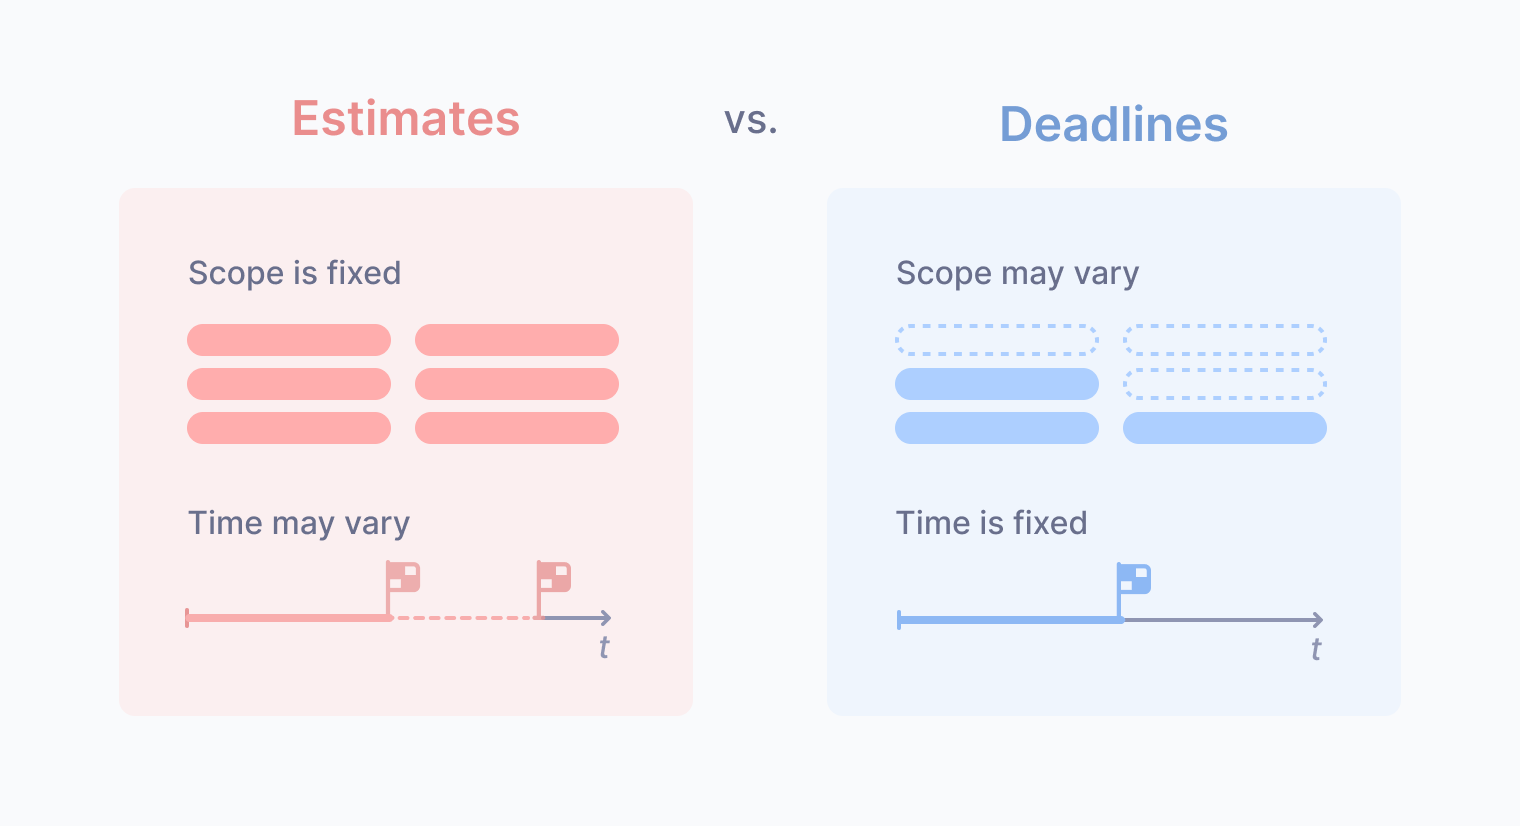 Estimates
vs.
Deadlines
Scope is fixed
Time may vary
t
Scope may vary
Time is fixed
t